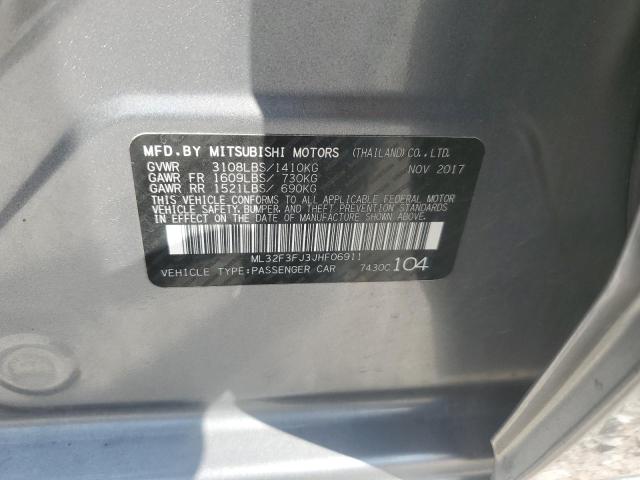 MFD.BY MITSUBISHI MOTORS (THAILAND)CO.,LTD.
GVWR 3108LBS/1410KG NOV 2017
GAWR FR 1609LBS/ 730KG
GAWR RR 1521LBS/ 690KG
THIS VEHICLE CONFORMS TO ALL APPLICABLE FEDERAL MOTOR
VEHICLE SAFETY,BUMPER,AND THEFT PREVENTION STANDARDS
IN EFFECT ON THE DATE OF MANUFACTURE SHOWN ABOVE.
ML32F3FJ3JHF06911
VEHICLE TYPE:PASSENGER CAR 7430C104